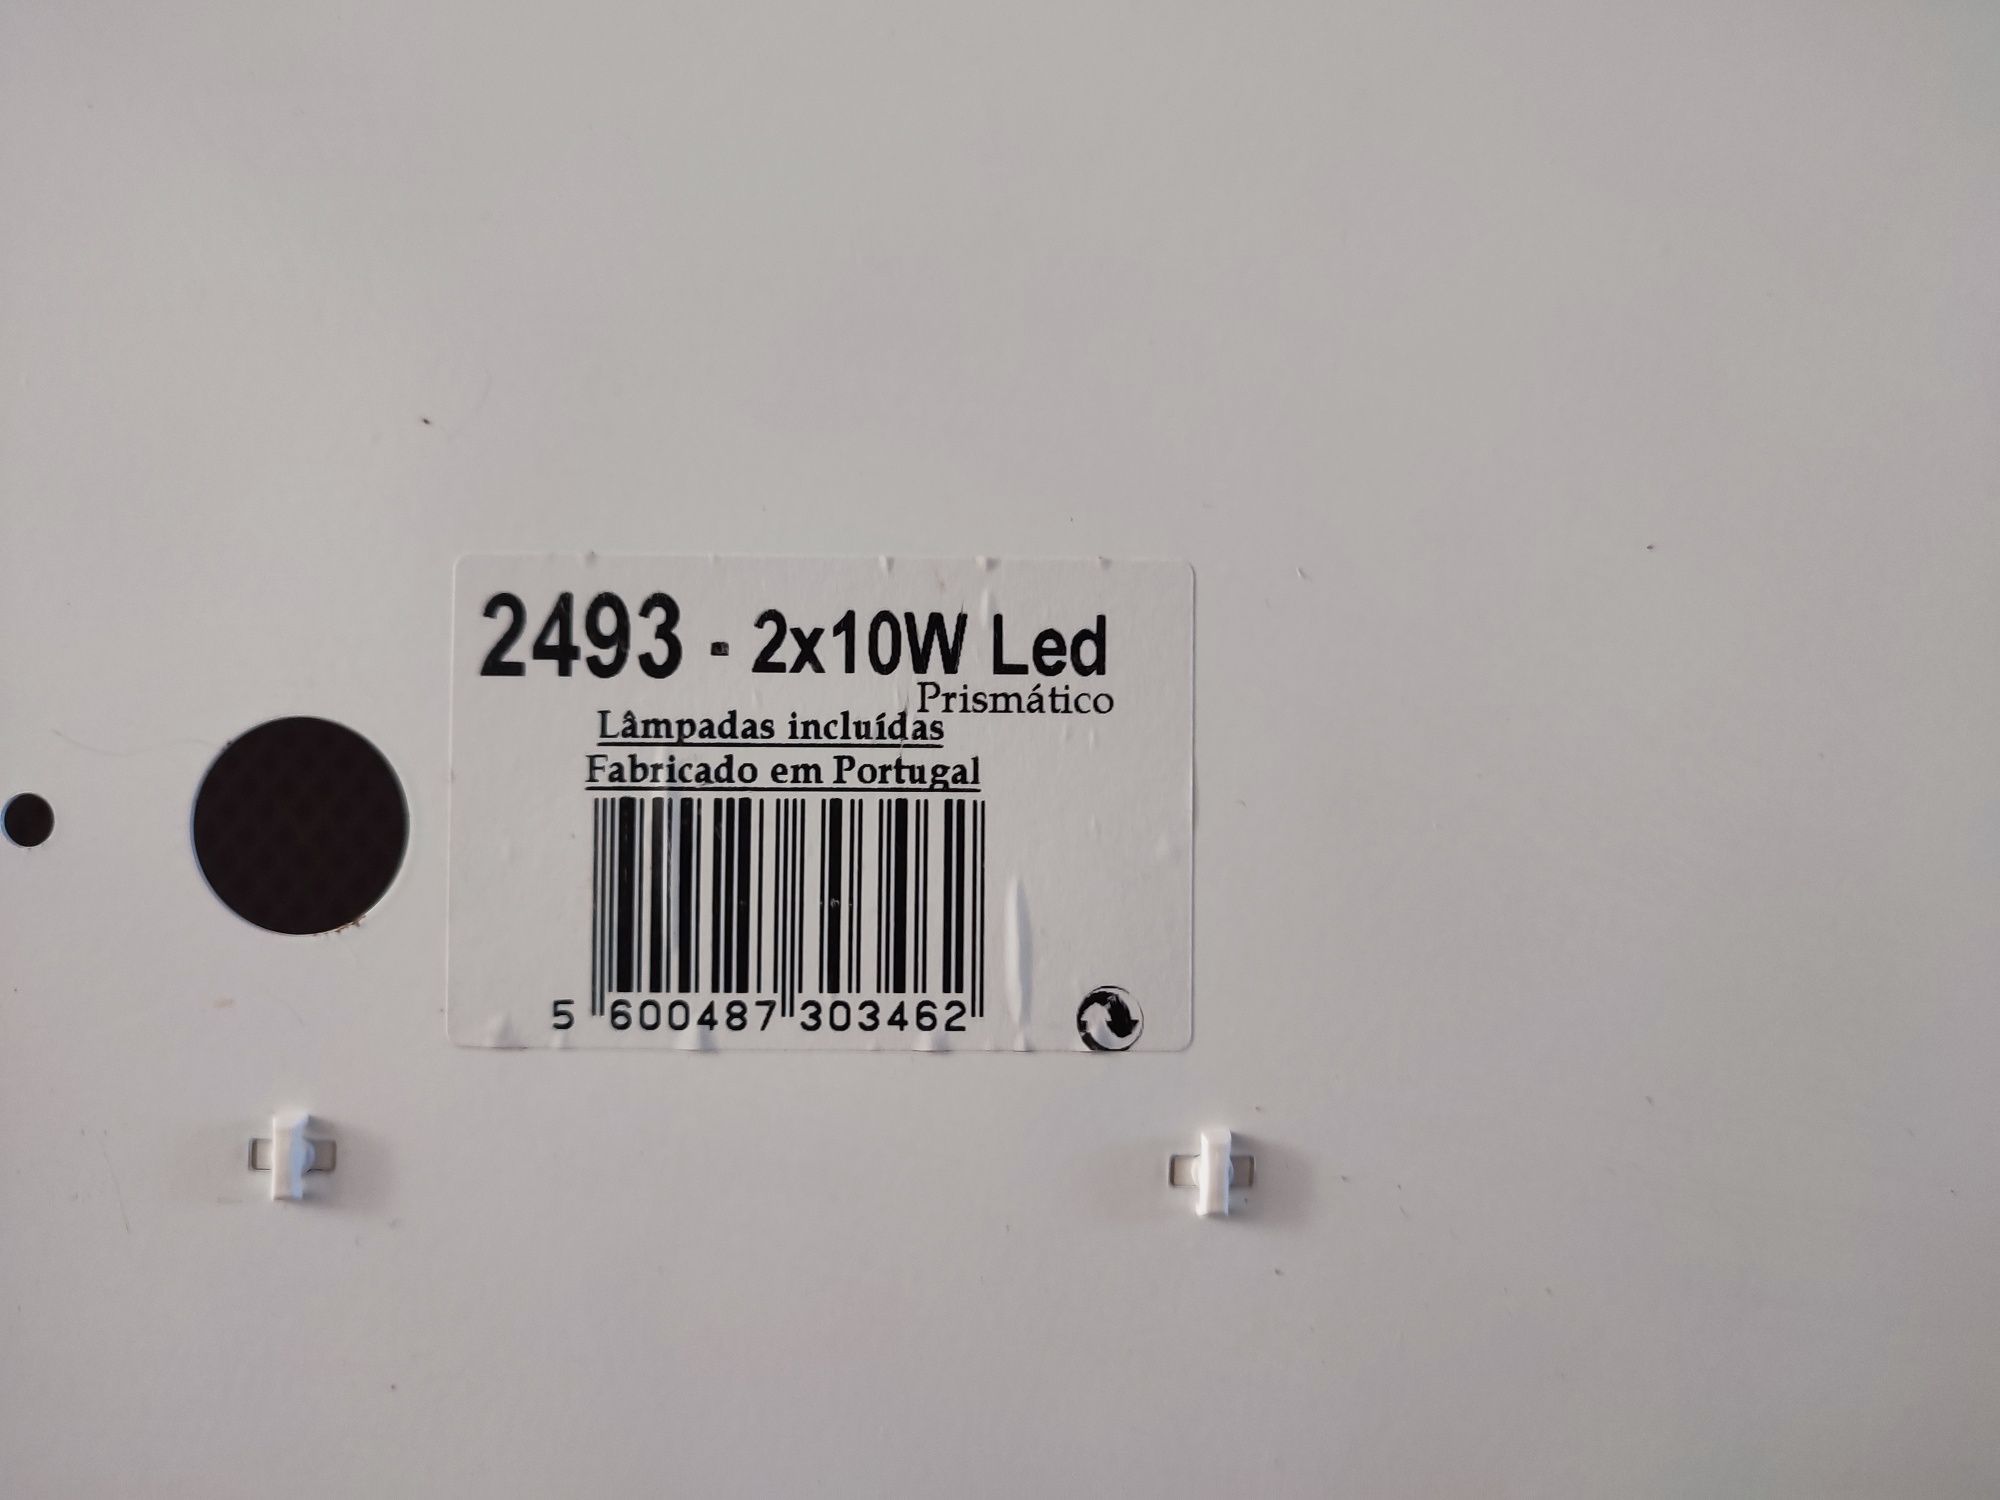 2493 - 2x10W Led
Prismático
Lâmpadas incluídas
Fabricado em Portugal
5 600487 303462